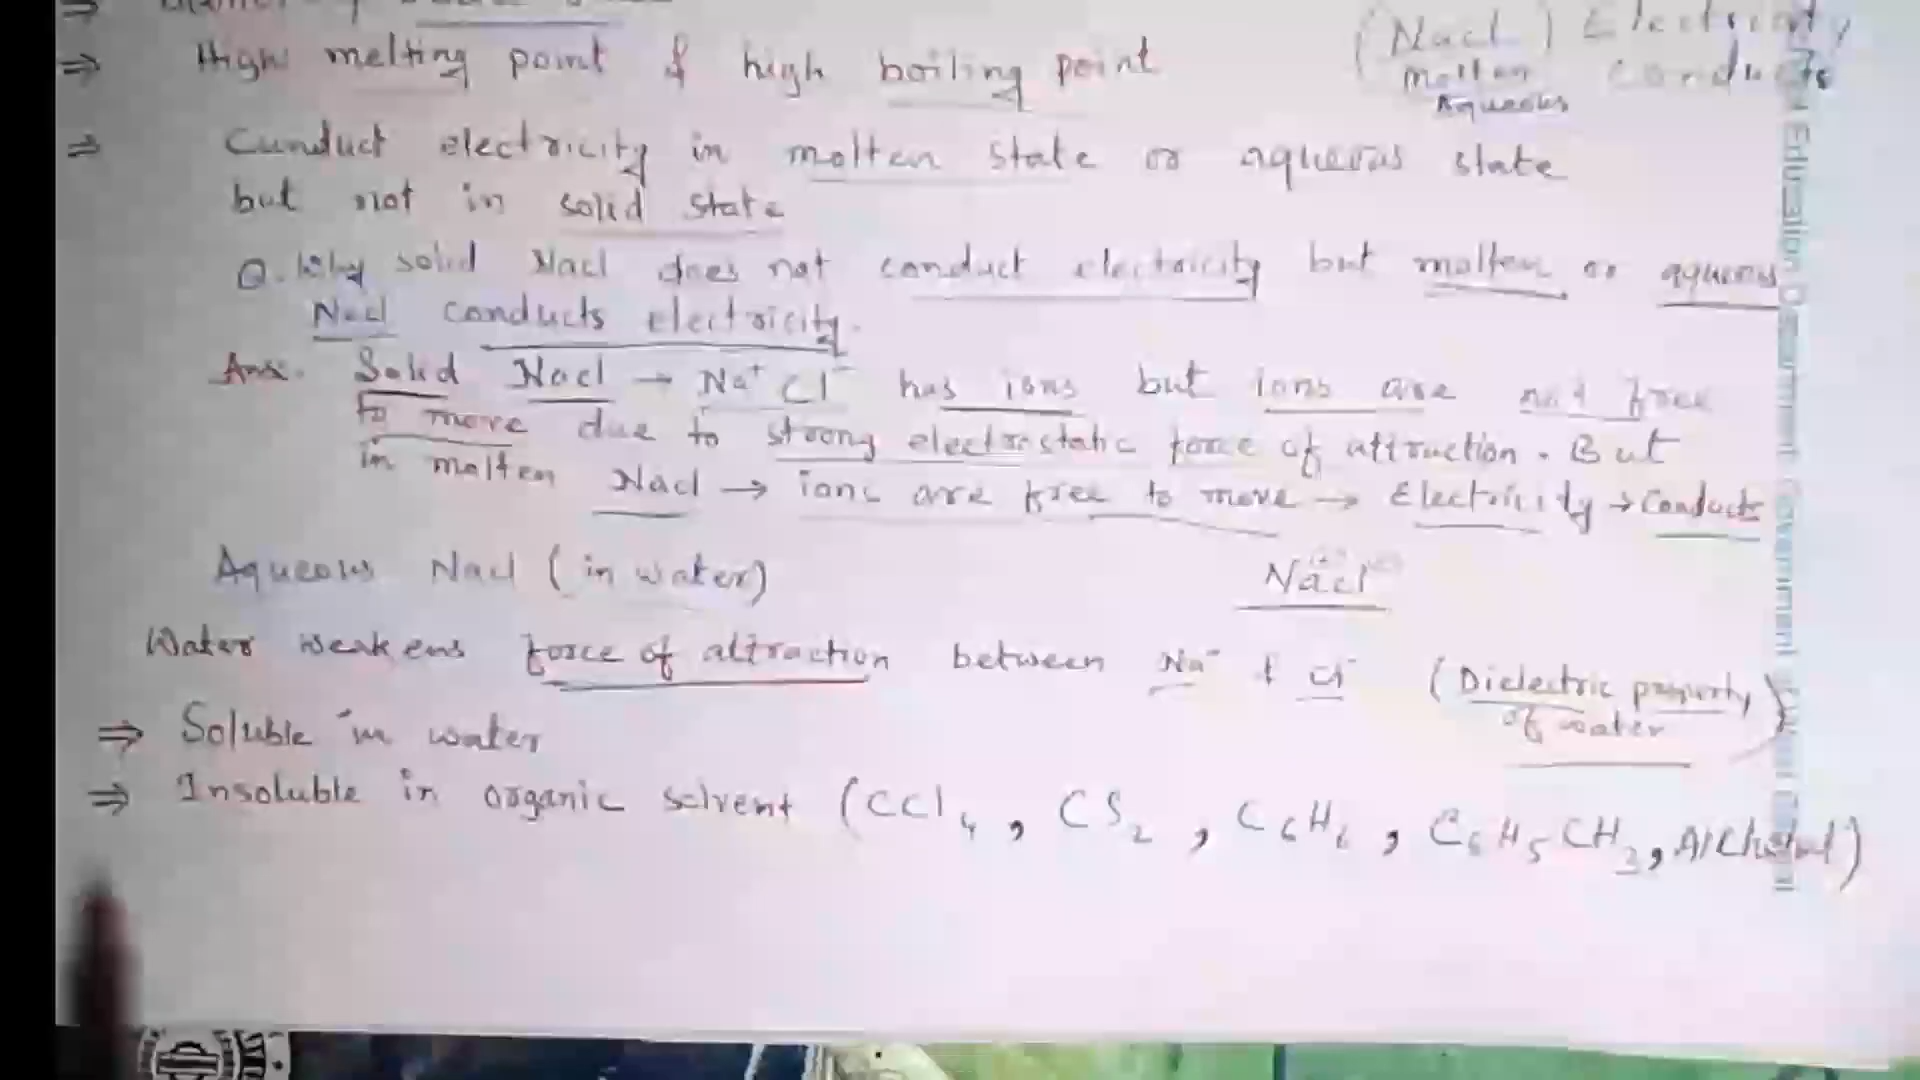 ⇒ High melting point & high boiling point
(NaCl) Electricity
molten conducts
Aqueous
⇒ Conduct electricity in molten state or aqueous state
but not in solid state
Q. Why solid NaCl does not conduct electricity but molten or aqueous
NaCl conducts electricity.
Ans. Solid NaCl → Na⁺ Cl⁻ has ions but ions are not free
to move due to strong electrostatic force of attraction. But
in molten NaCl → ions are free to move → Electricity → Conducts
Aqueous NaCl (in water)
NaCl
Water weakens force of attraction between Na⁺ & Cl⁻ (Dielectric property
of water)
⇒ Soluble in water
⇒ Insoluble in organic solvent (CCl₄, CS₂, C₆H₆, C₆H₅CH₃, Alchohol)
Education Department Government